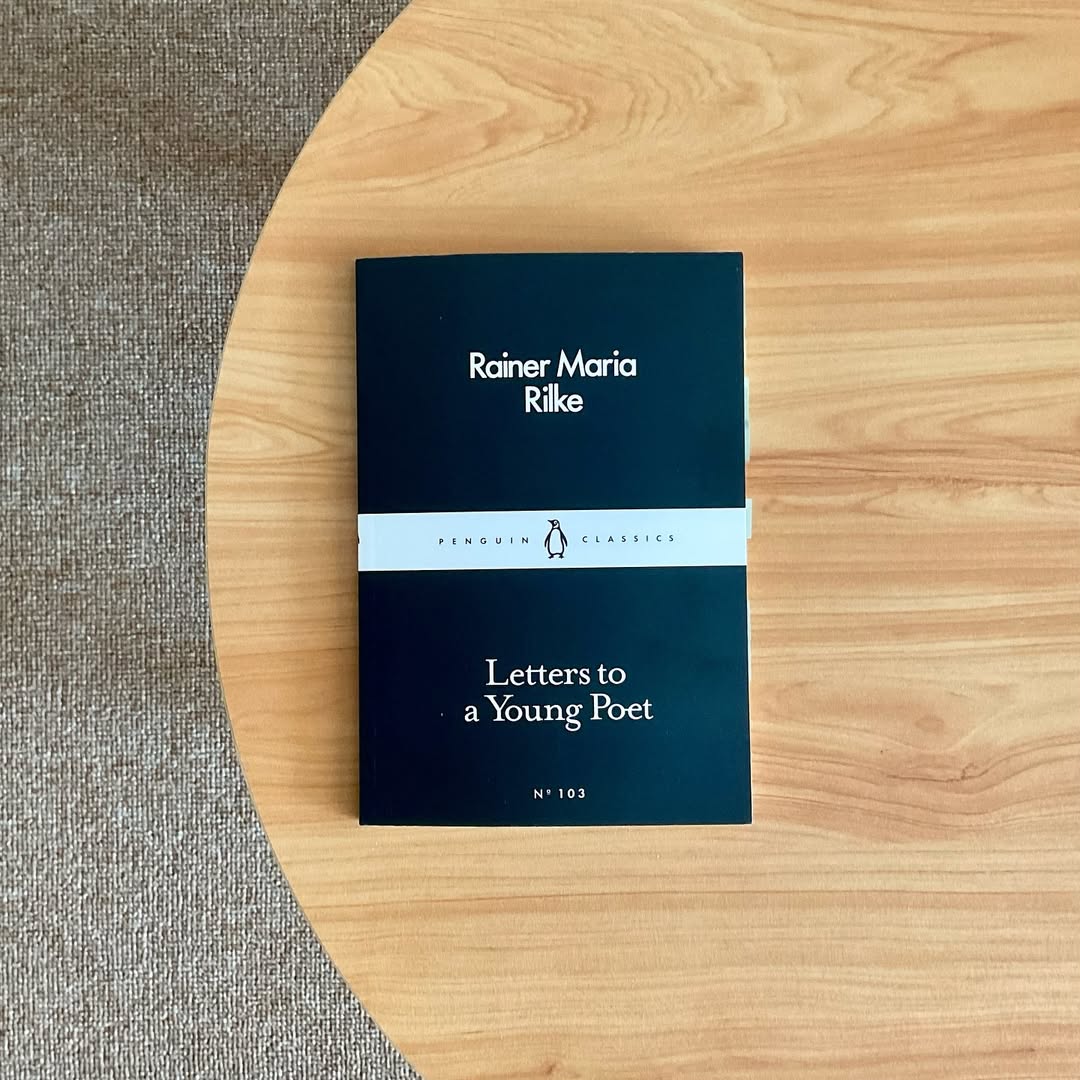 Rainer Maria
Rilke
PENGUIN CLASSICS
Letters to
a Young Poet
Nº 103